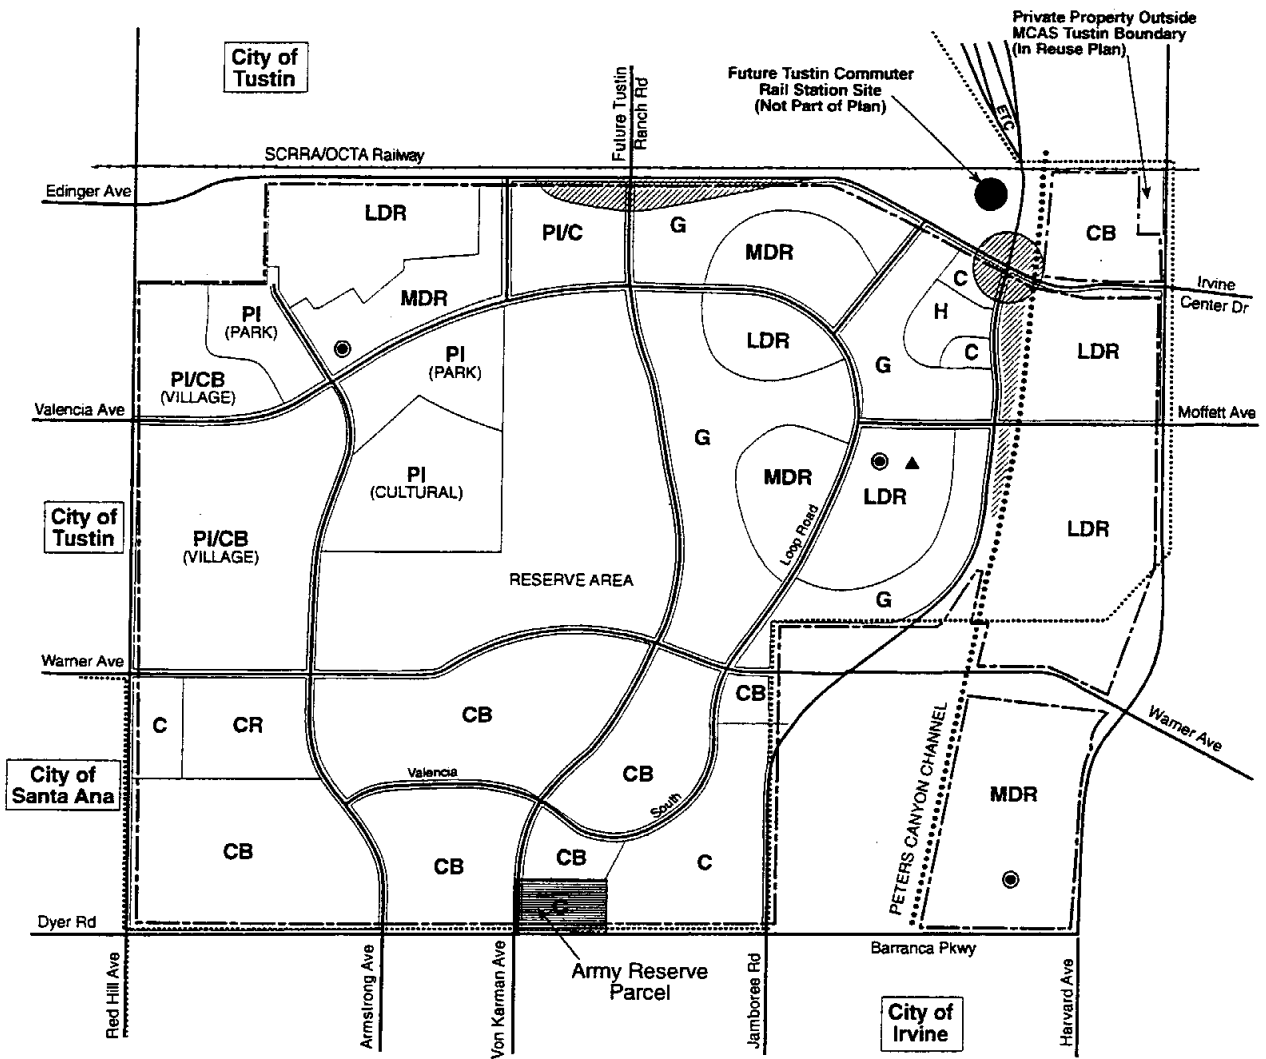 Private Property Outside
MCAS Tustin Boundary
(In Reuse Plan)
City of
Tustin
Future Tustin
Ranch Rd
Future Tustin Commuter
Rail Station Site
(Not Part of Plan)
ETC
SCRRA/OCTA Railway
Edinger Ave
LDR
PI/C
G
MDR
C
CB
Irvine
Center Dr
PI
(PARK)
MDR
H
PI/CB
(VILLAGE)
PI
(PARK)
LDR
G
C
LDR
Valencia Ave
Moffett Ave
G
PI
(CULTURAL)
MDR
LDR
City of
Tustin
PI/CB
(VILLAGE)
Loop Road
LDR
RESERVE AREA
G
Warner Ave
C
CR
CB
CB
Warner Ave
City of
Santa Ana
Valencia
CB
South
PETERS CANYON CHANNEL
MDR
CB
CB
CB
C
C
Dyer Rd
Barranca Pkwy
Army Reserve
Parcel
Red Hill Ave
Armstrong Ave
Von Karman Ave
Jamboree Rd
City of
Irvine
Harvard Ave